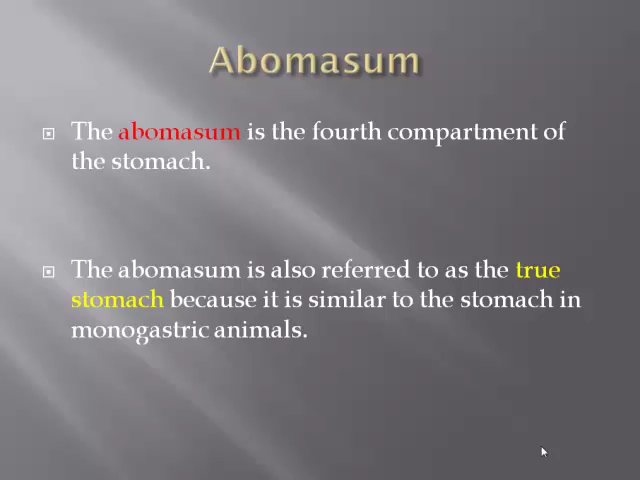 Abomasum
The abomasum is the fourth compartment of
the stomach.
The abomasum is also referred to as the true
stomach because it is similar to the stomach in
monogastric animals.